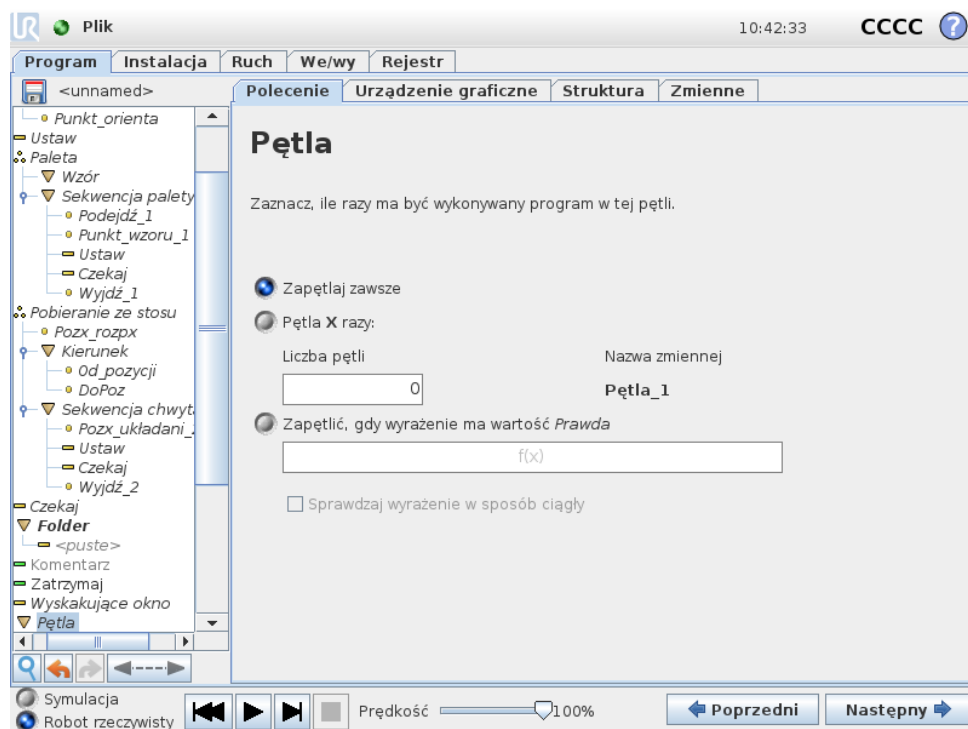 UR Plik 10:42:33 CCCC ?
Program Instalacja Ruch We/wy Rejestr
<unnamed>
Polecenie Urządzenie graficzne Struktura Zmienne
Punkt_orienta
Ustaw
Paleta
Wzór
Sekwencja palety
Podejdź_1
Punkt_wzoru_1
Ustaw
Czekaj
Wyjdź_1
Pobieranie ze stosu
Pozx_rozpx
Kierunek
Od_pozycji
DoPoz
Sekwencja chwyt
Pozx_układani_
Ustaw
Czekaj
Wyjdź_2
Czekaj
Folder
<puste>
Komentarz
Zatrzymaj
Wyskakujące okno
Pętla
Pętla
Zaznacz, ile razy ma być wykonywany program w tej pętli.
Zapętlaj zawsze
Pętla X razy:
Liczba pętli Nazwa zmiennej
0 Pętla_1
Zapętlić, gdy wyrażenie ma wartość Prawda
f(x)
Sprawdzaj wyrażenie w sposób ciągły
Symulacja
Robot rzeczywisty
Prędkość 100%
Poprzedni Następny